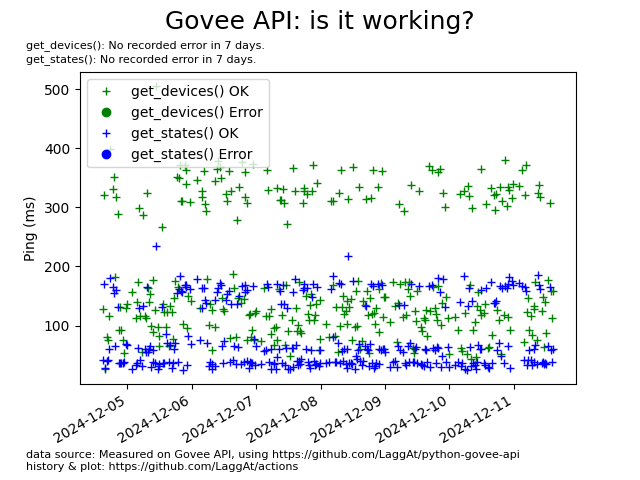 Govee API: is it working?
get_devices(): No recorded error in 7 days.
get_states(): No recorded error in 7 days.
500
400
300
200
100
Ping (ms)
get_devices() OK
get_devices() Error
get_states() OK
get_states() Error
2024-12-05
2024-12-06
2024-12-07
2024-12-08
2024-12-09
2024-12-10
2024-12-11
data source: Measured on Govee API, using https://github.com/LaggAt/python-govee-api
history & plot: https://github.com/LaggAt/actions